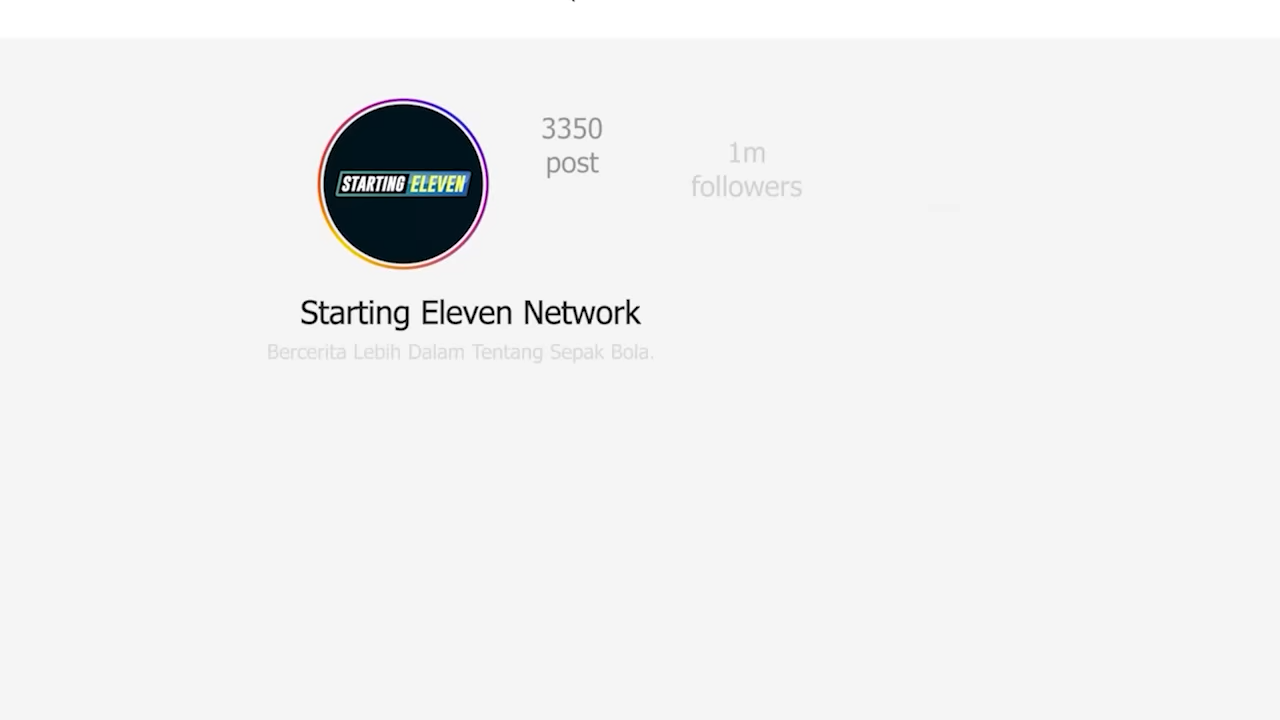 STARTING ELEVEN
3350
post
1m
followers
Starting Eleven Network
Bercerita Lebih Dalam Tentang Sepak Bola.